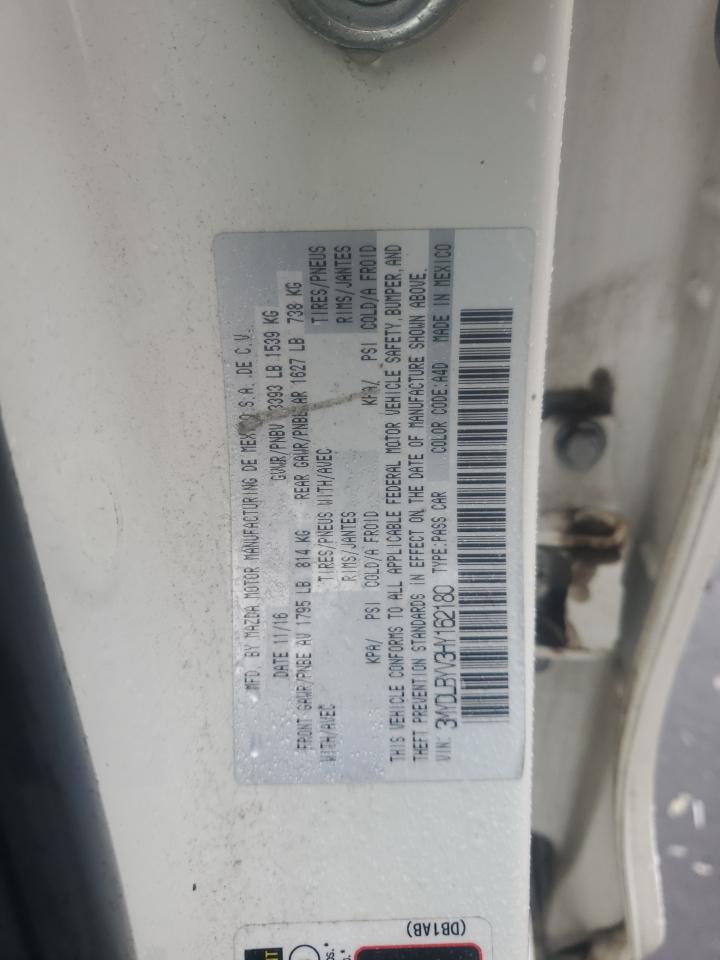 MFD. BY MAZDA MOTOR MANUFACTURING DE MEXICO S.A. DE C.V.
DATE 11/16 GVWR/PNBV 3393 LB 1539 KG
FRONT GAWR/PNBE AV 1795 LB 814 KG REAR GAWR/PNBE AR 1627 LB 738 KG
WITH/AVEC TIRES/PNEUS WITH/AVEC TIRES/PNEUS
RIMS/JANTES RIMS/JANTES
KPA/ PSI COLD/A FROID KPA/ PSI COLD/A FROID
THIS VEHICLE CONFORMS TO ALL APPLICABLE FEDERAL MOTOR VEHICLE SAFETY, BUMPER, AND
THEFT PREVENTION STANDARDS IN EFFECT ON THE DATE OF MANUFACTURE SHOWN ABOVE.
VIN: 3MYDLBYV3HY162180 TYPE:PASS CAR COLOR CODE:A4D MADE IN MEXICO
(DB1AB)